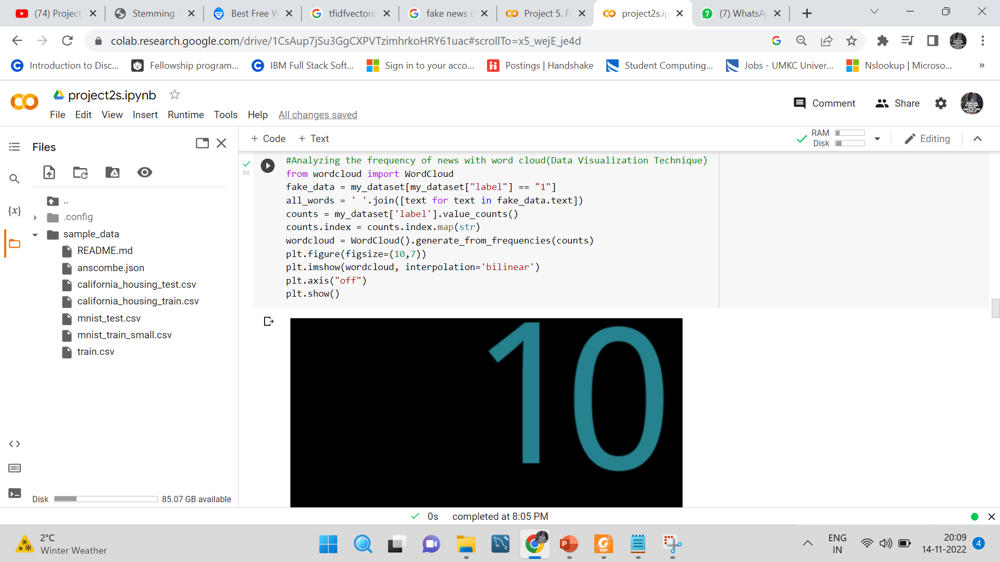 (74) Project
Stemming -
Best Free W
tfidfvectoriz
fake news d
Project 5. Fa
project2s.ip
7
(7) WhatsAp
colab.research.google.com/drive/1CsAup7jSu3GgCXPVTzimhrkoHRY61uac#scrollTo=x5_wejE_je4d
Introduction to Disc...
Fellowship program...
IBM Full Stack Soft...
Sign in to your acco...
Postings | Handshake
Student Computing...
Jobs - UMKC Univer...
Nslookup | Microso...
»
project2s.ipynb
File Edit View Insert Runtime Tools Help All changes saved
Comment
Share
Files
+ Code + Text
RAM
Disk
Editing
..
.config
sample_data
README.md
anscombe.json
california_housing_test.csv
california_housing_train.csv
mnist_test.csv
mnist_train_small.csv
train.csv
{x}
Disk
85.07 GB available
0s
#Analyzing the frequency of news with word cloud(Data Visualization Technique)
from wordcloud import WordCloud
fake_data = my_dataset[my_dataset["label"] == "1"]
all_words = ' '.join([text for text in fake_data.text])
counts = my_dataset['label'].value_counts()
counts.index = counts.index.map(str)
wordcloud = WordCloud().generate_from_frequencies(counts)
plt.figure(figsize=(10,7))
plt.imshow(wordcloud, interpolation='bilinear')
plt.axis("off")
plt.show()
10
0s completed at 8:05 PM
2°C
Winter Weather
P
PDF
ENG
IN
20:09
14-11-2022
4